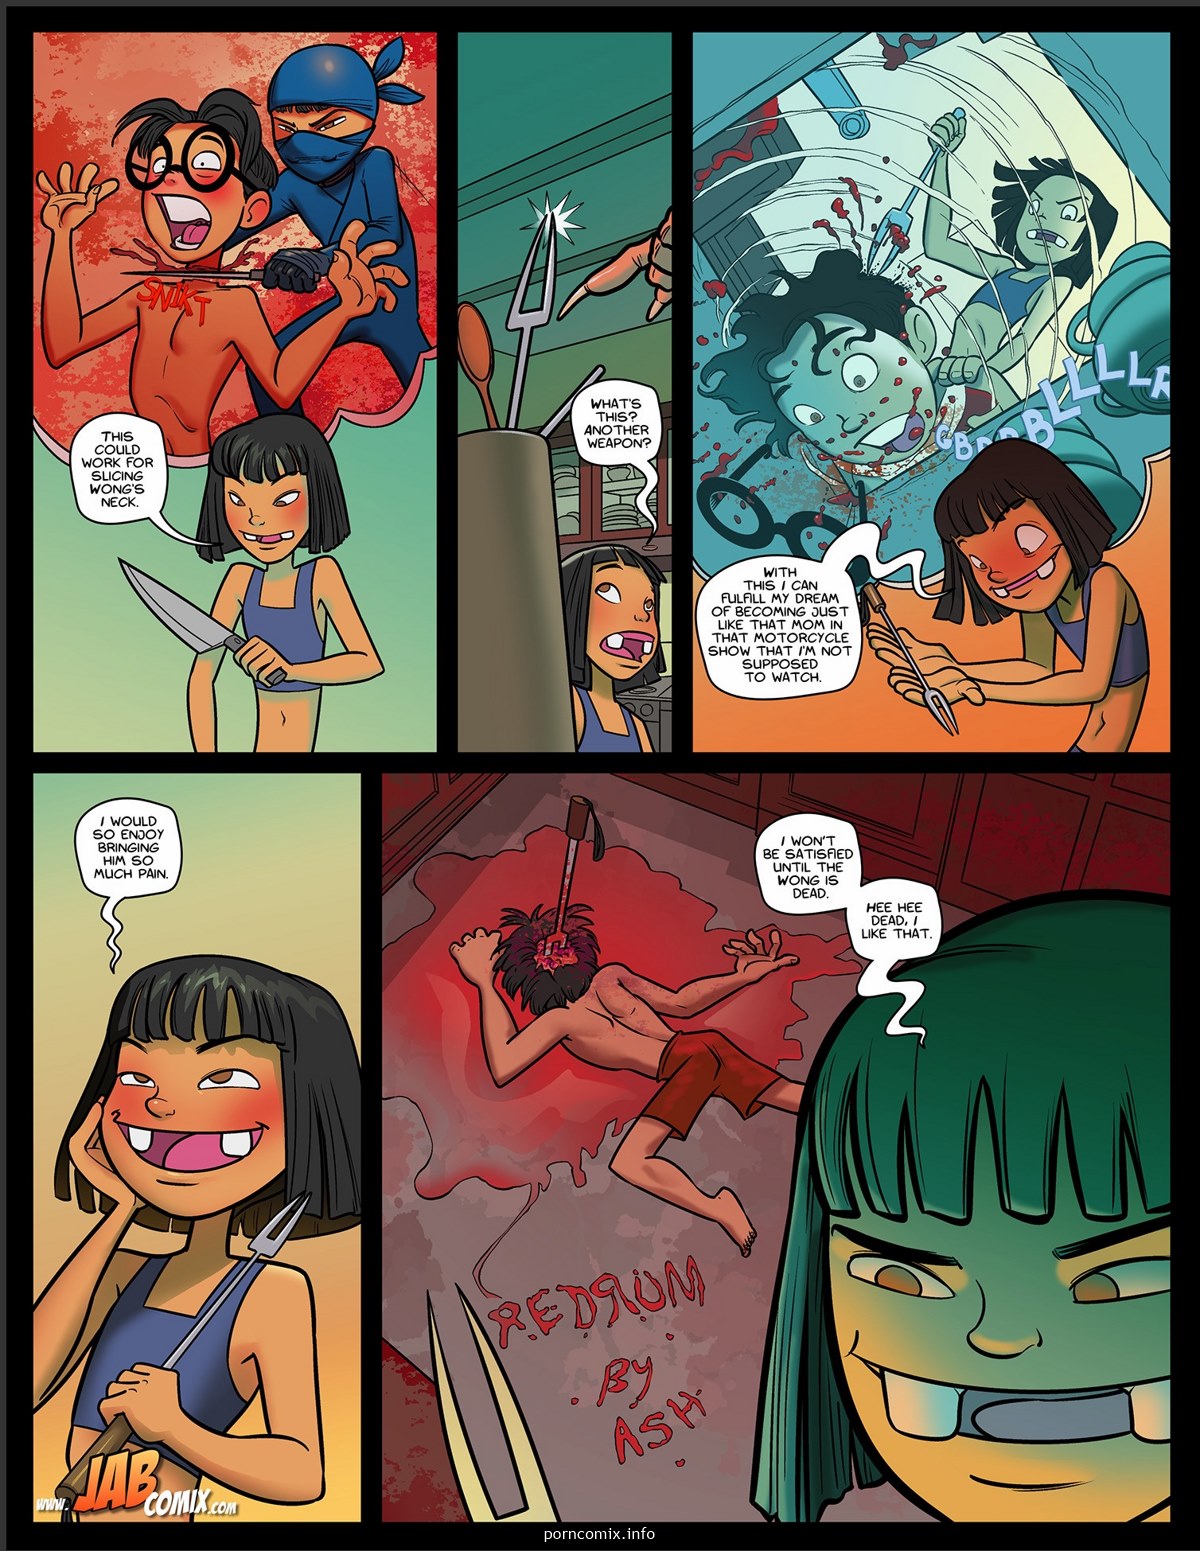 SNIKT
THIS
COULD
WORK FOR
SLICING
WONG'S
NECK.
WHAT'S
THIS?
ANOTHER
WEAPON?
WITH
THIS I CAN
FULFILL MY DREAM
OF BECOMING JUST
LIKE THAT MOM IN
THAT MOTORCYCLE
SHOW THAT I'M NOT
SUPPOSED
TO WATCH.
I WOULD
SO ENJOY
BRINGING
HIM SO
MUCH PAIN.
I WON'T
BE SATISFIED
UNTIL THE
WONG IS
DEAD.
HEE HEE
DEAD, I
LIKE THAT.
REDRUM
BY
ASH
www.JABCOMIX.com
porncomix.info